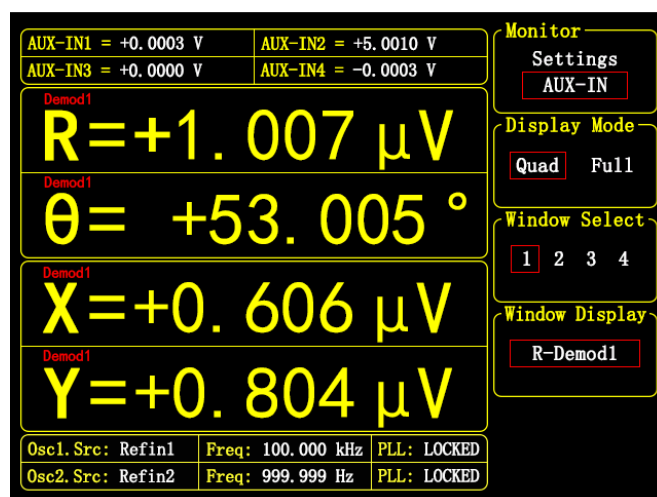 AUX-IN1 = +0.0003 V AUX-IN2 = +5.0010 V
AUX-IN3 = +0.0000 V AUX-IN4 = -0.0003 V
Demod1
R=+1.007 μV
Demod1
θ= +53.005 °
Demod1
X=+0.606 μV
Demod1
Y=+0.804 μV
Osc1.Src: Refin1 Freq: 100.000 kHz PLL: LOCKED
Osc2.Src: Refin2 Freq: 999.999 Hz PLL: LOCKED
Monitor
Settings
AUX-IN
Display Mode
Quad Full
Window Select
1 2 3 4
Window Display
R-Demod1